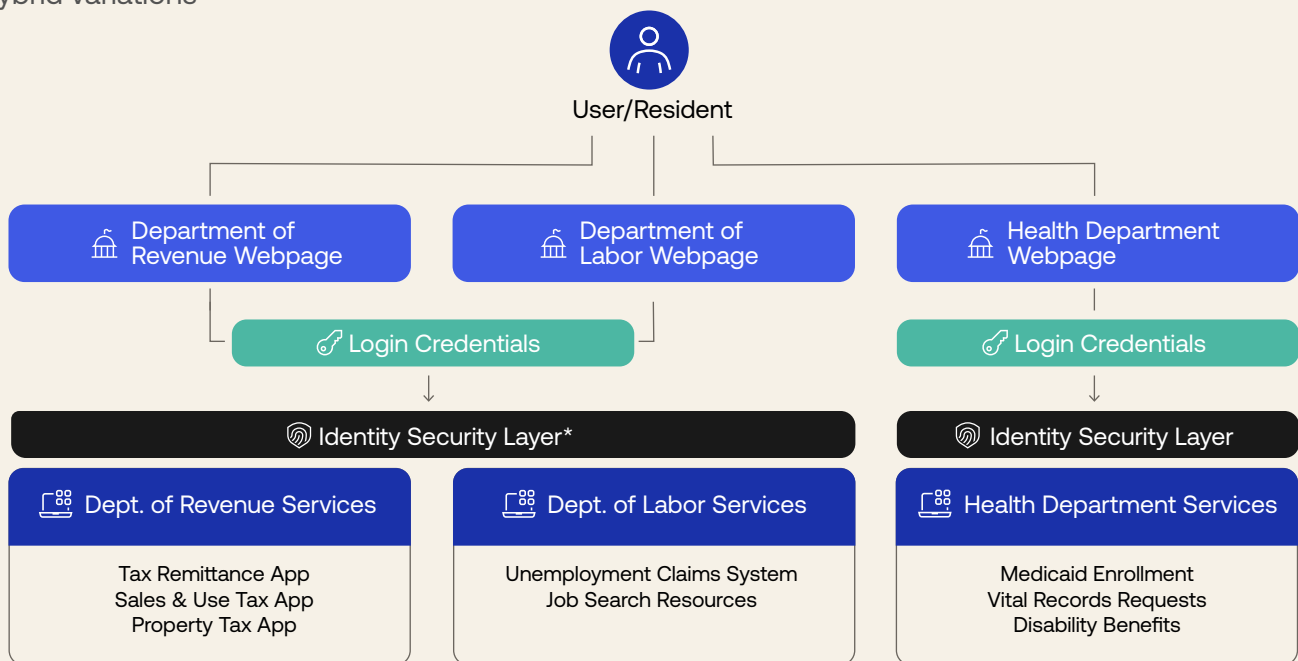 variations
User/Resident
Department of
Revenue Webpage
Department of
Labor Webpage
Health Department
Webpage
Login Credentials
Login Credentials
Identity Security Layer*
Identity Security Layer
Dept. of Revenue Services
Dept. of Labor Services
Health Department Services
Tax Remittance App
Sales & Use Tax App
Property Tax App
Unemployment Claims System
Job Search Resources
Medicaid Enrollment
Vital Records Requests
Disability Benefits